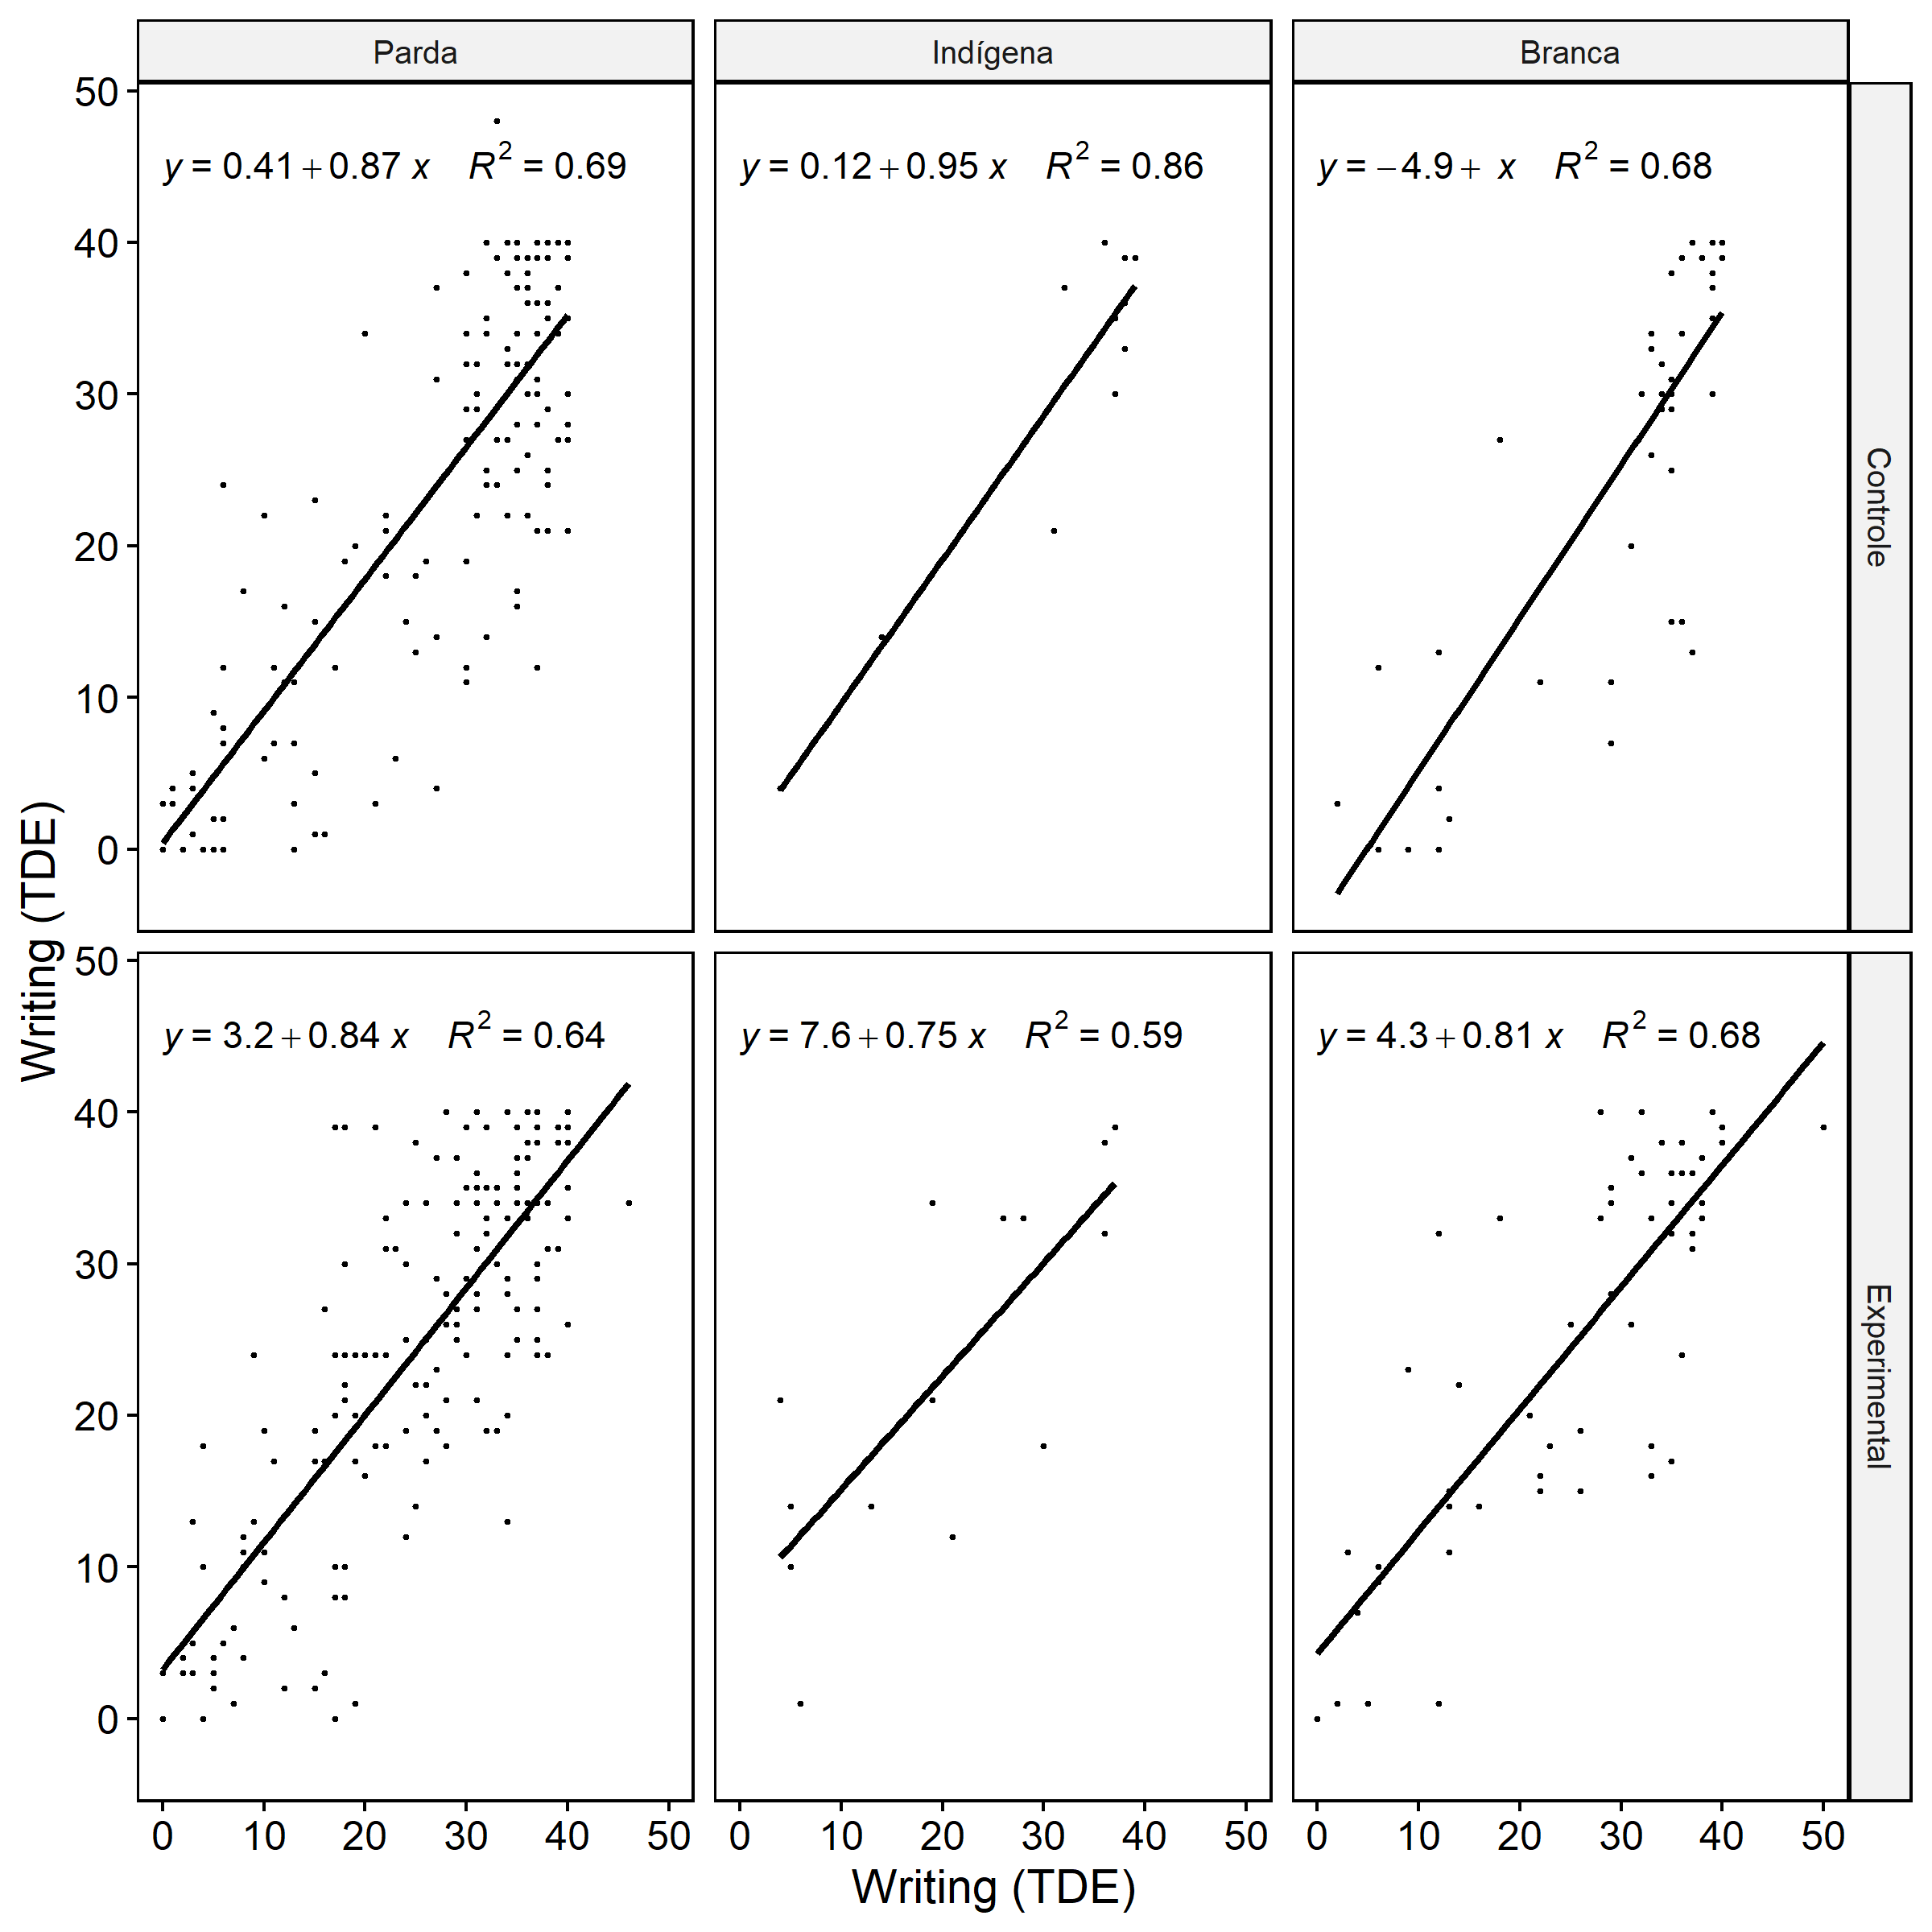 Parda Indígena Branca
50
y = 0.41+0.87 x R² = 0.69 y = 0.12+0.95 x R² = 0.86 y = −4.9+ x R² = 0.68
40
30
Controle
20
10
0
Writing (TDE)
50
y = 3.2+0.84 x R² = 0.64 y = 7.6+0.75 x R² = 0.59 y = 4.3+0.81 x R² = 0.68
40
30
Experimental
20
10
0
0 10 20 30 40 50 0 10 20 30 40 50 0 10 20 30 40 50
Writing (TDE)